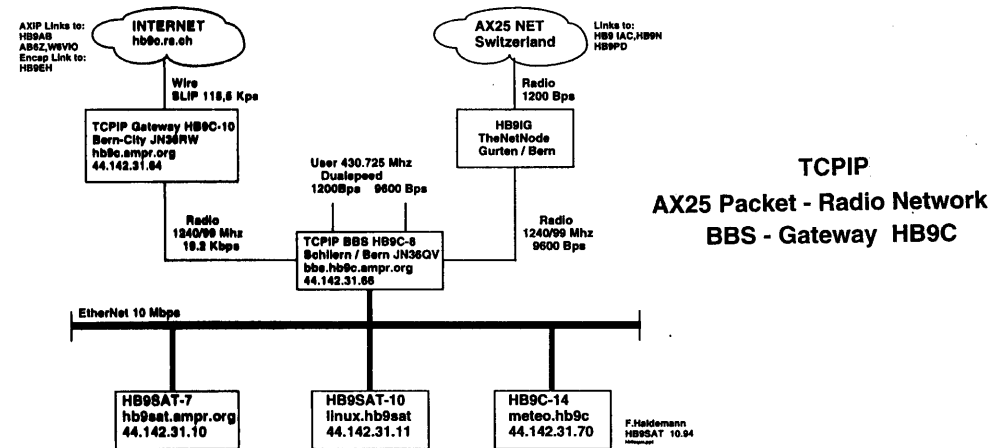 AXIP Links to:
HB9AB
AB6Z,W6VIO
Encap Link to:
HB9EH
INTERNET
hb9c.rs.ch
AX25 NET
Switzerland
Links to:
HB9 IAC,HB9N
HB9PD
Wire
SLIP 115,5 Kps
Radio
1200 Bps
TCPIP Gateway HB9C-10
Bern-City JN36RW
hb9c.ampr.org
44.142.31.64
HB9IG
TheNetNode
Gurten / Bern
User 430.725 Mhz
Dualspeed
1200Bps 9600 Bps
TCPIP
AX25 Packet - Radio Network
BBS - Gateway HB9C
Radio
1240/99 Mhz
19.2 Kbps
TCPIP BBS HB9C-8
Schliern / Bern JN36QV
bbs.hb9c.ampr.org
44.142.31.66
Radio
1240/99 Mhz
9600 Bps
EtherNet 10 Mbps
HB9SAT-7
hb9sat.ampr.org
44.142.31.10
HB9SAT-10
linux.hb9sat
44.142.31.11
HB9C-14
meteo.hb9c
44.142.31.70
F.Haldemann
HB9SAT 10.94